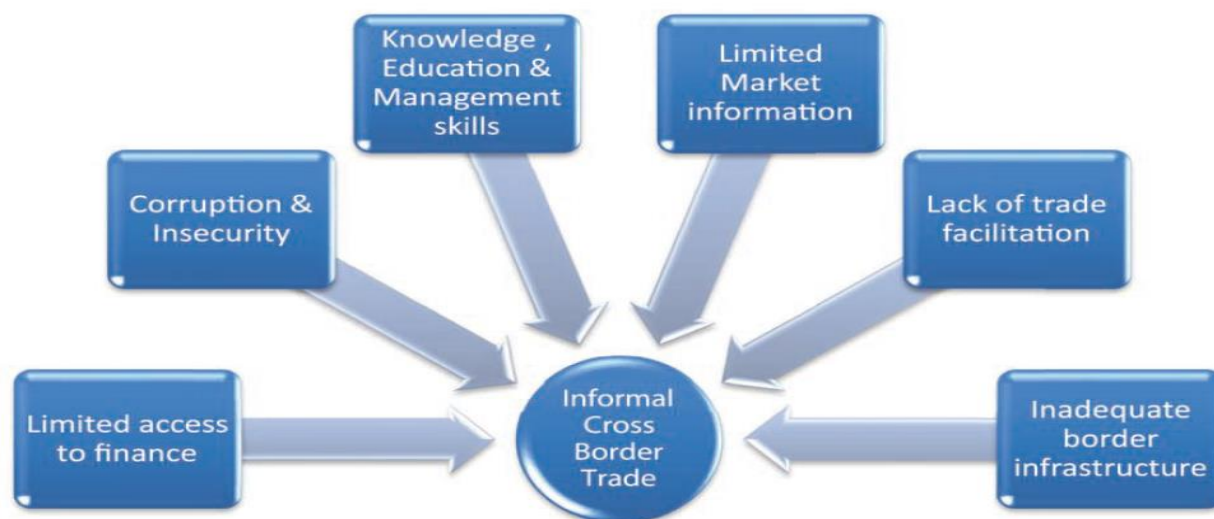 Knowledge ,
Education &
Management
skills
Limited
Market
information
Corruption &
Insecurity
Lack of trade
facilitation
Limited access
to finance
Informal
Cross
Border
Trade
Inadequate
border
infrastructure